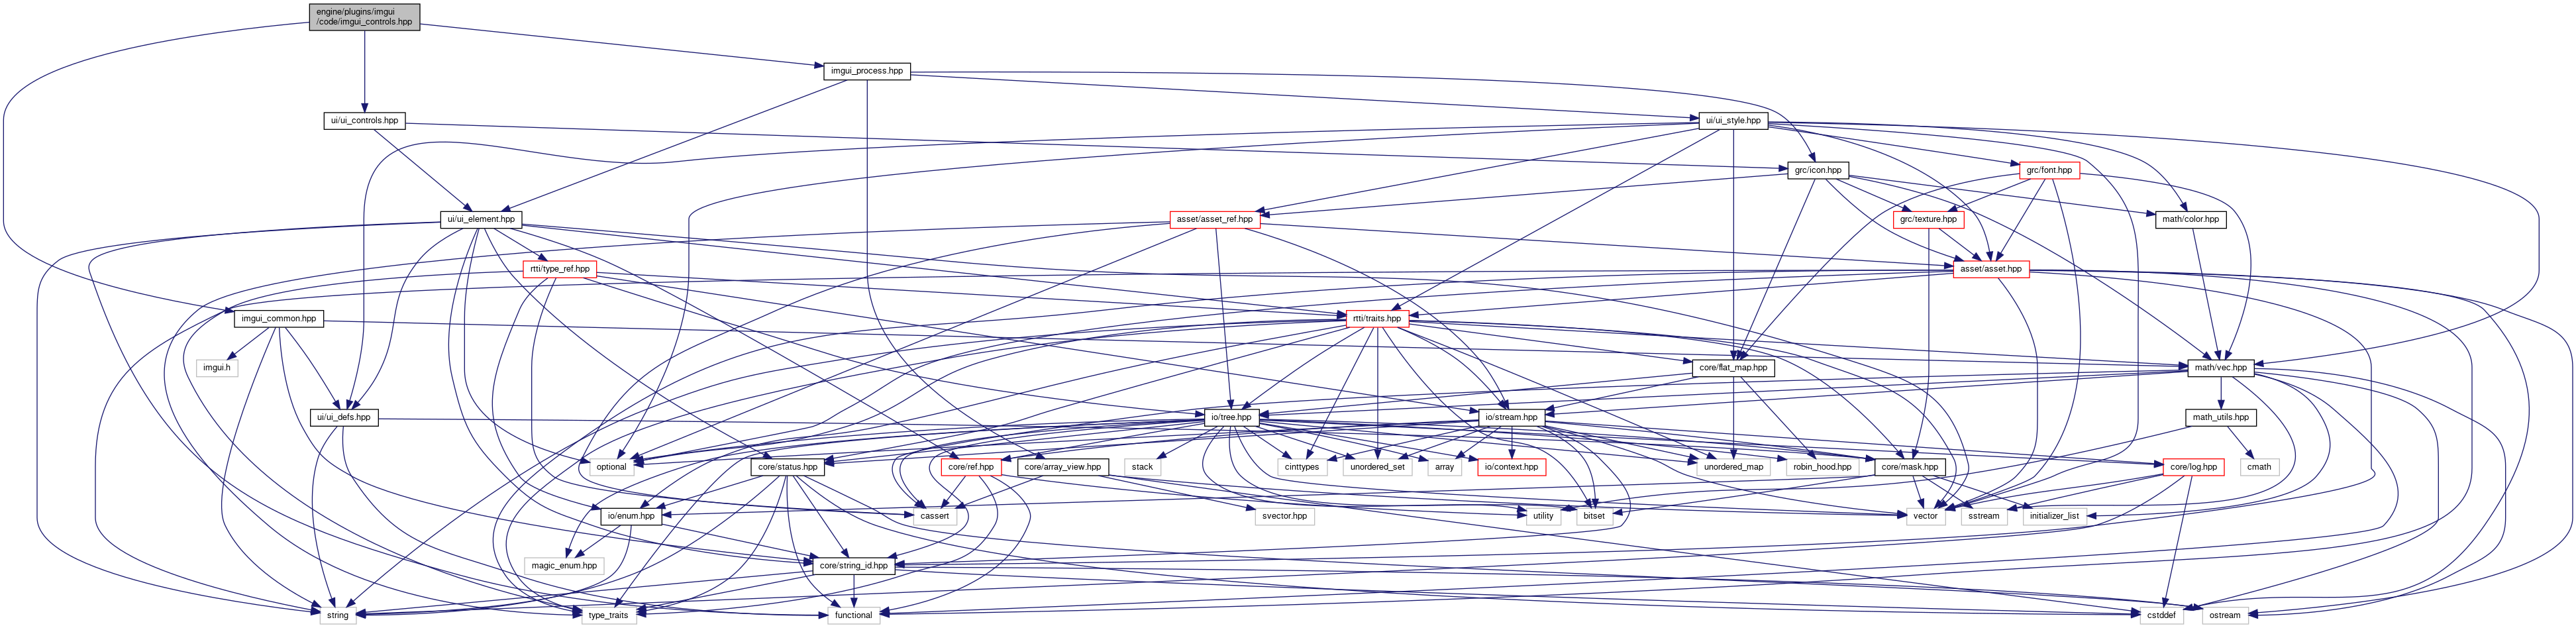 engine/plugins/imgui
/code/imgui_controls.hpp
imgui_process.hpp
ui/ui_controls.hpp
ui/ui_style.hpp
grc/icon.hpp
grc/font.hpp
ui/ui_element.hpp
asset/asset_ref.hpp
grc/texture.hpp
math/color.hpp
rtti/type_ref.hpp
asset/asset.hpp
imgui_common.hpp
rtti/traits.hpp
imgui.h
core/flat_map.hpp
math/vec.hpp
ui/ui_defs.hpp
io/tree.hpp
io/stream.hpp
math_utils.hpp
optional
core/status.hpp
core/ref.hpp
core/array_view.hpp
stack
cinttypes
unordered_set
array
io/context.hpp
unordered_map
robin_hood.hpp
core/mask.hpp
core/log.hpp
cmath
io/enum.hpp
cassert
svector.hpp
utility
bitset
vector
sstream
initializer_list
magic_enum.hpp
core/string_id.hpp
string
type_traits
functional
cstddef
ostream